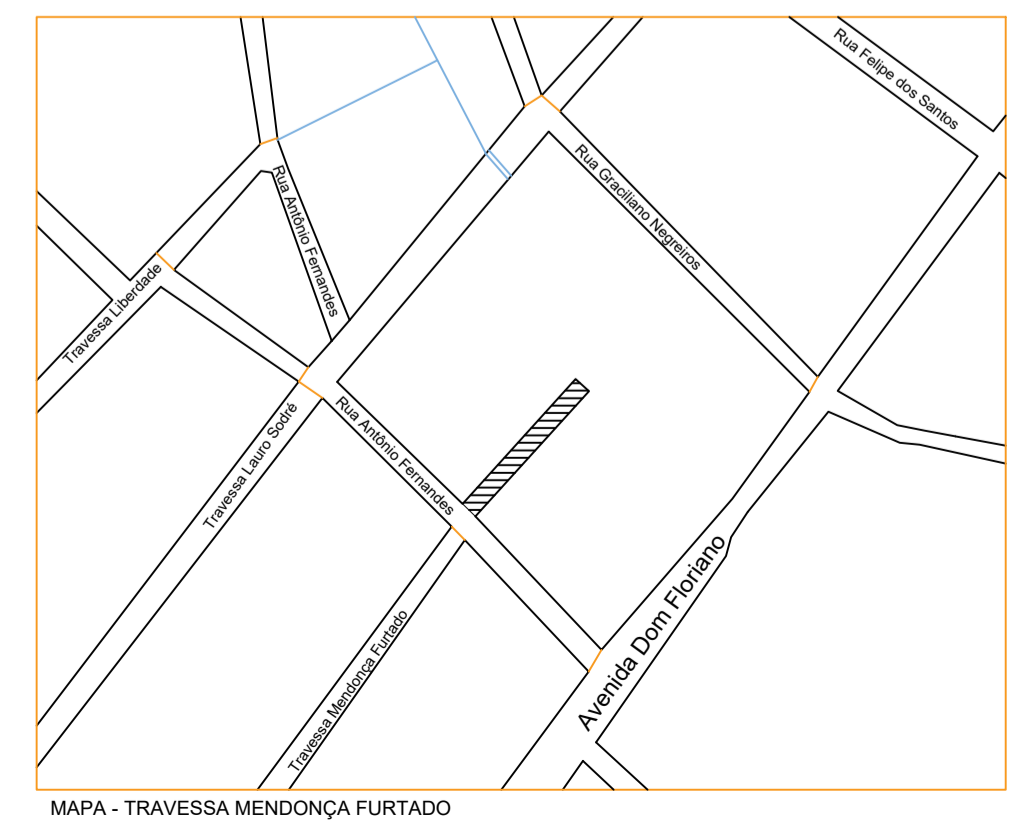 Rua Felipe dos Santos
Rua Graciliano Negreiros
Rua Antônio Fernandes
Travessa Liberdade
Rua Antônio Fernandes
Travessa Lauro Sodré
Avenida Dom Floriano
Travessa Mendonça Furtado
MAPA - TRAVESSA MENDONÇA FURTADO